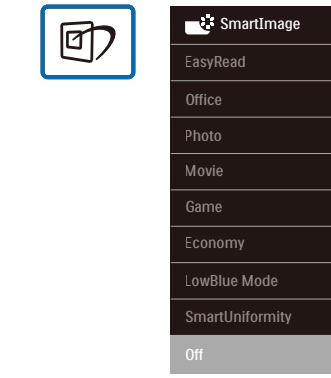 SmartImage
EasyRead
Office
Photo
Movie
Game
Economy
LowBlue Mode
SmartUniformity
Off